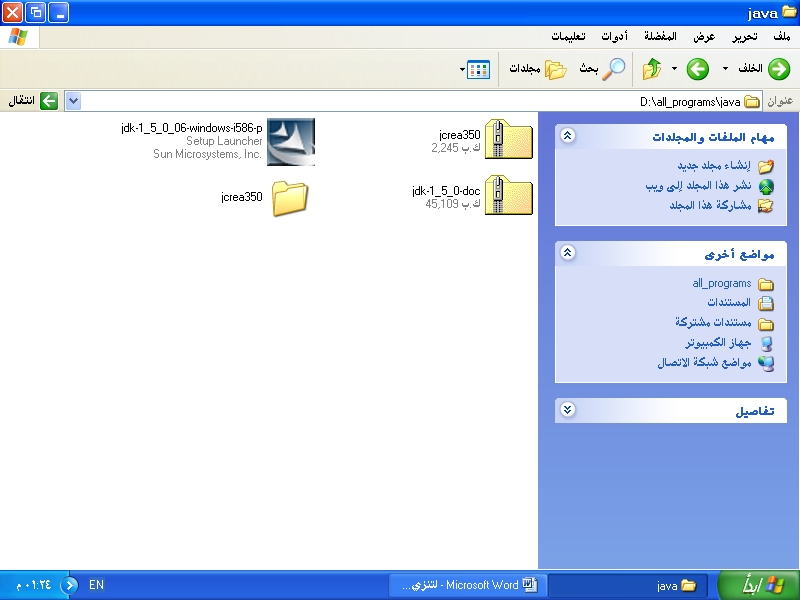 java
ملف تحرير عرض المفضلة أدوات تعليمات
الخلف بحث مجلدات
عنوان D:\all_programs\java انتقال
مهام الملفات والمجلدات
إنشاء مجلد جديد
نشر هذا المجلد إلى ويب
مشاركة هذا المجلد
مواضع أخرى
all_programs
المستندات
مستندات مشتركة
جهاز الكمبيوتر
مواضع شبكة الاتصال
تفاصيل
jcrea350
2,245 ك.ب
jdk-1_5_0_06-windows-i586-p
Setup Launcher
Sun Microsystems, Inc.
jdk-1_5_0-doc
45,109 ك.ب
jcrea350
ابدأ
java
لتنزي... - Microsoft Word
EN
٠١:٢٤ م